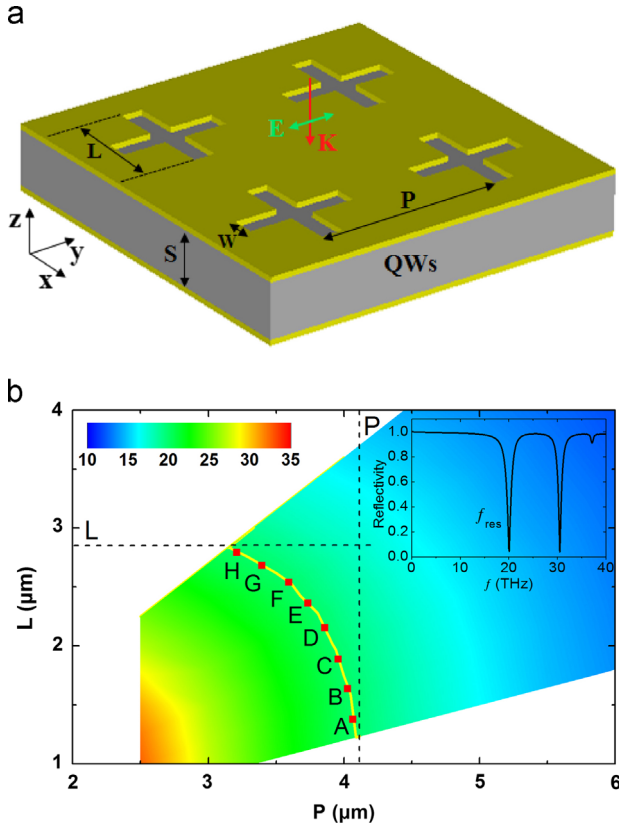 a
E
K
L
P
W
z
y
x
S
QWs
b
4
3
2
1
L (μm)
10 15 20 25 30 35
P
L
H
G
F
E
D
C
B
A
1.0
0.8
0.6
0.4
0.2
0.0
Reflectivity
fres
0 10 20 30 40
f (THz)
2 3 4 5 6
P (μm)